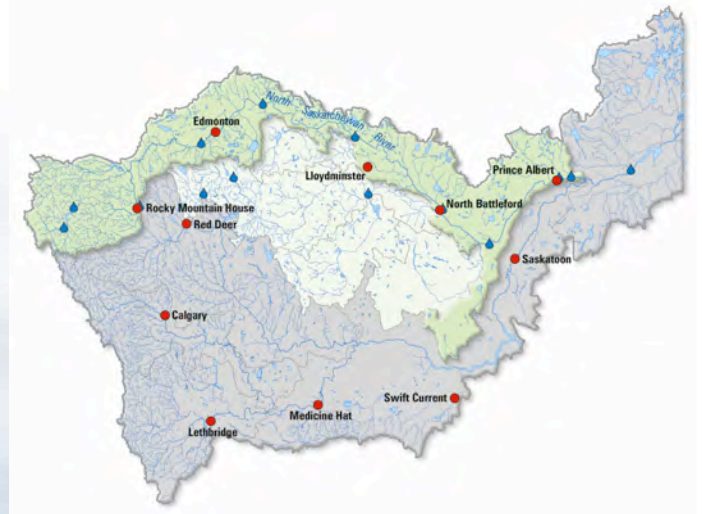 North Saskatchewan River
Edmonton
Lloydminster
Prince Albert
Rocky Mountain House
North Battleford
Red Deer
Saskatoon
Calgary
Swift Current
Medicine Hat
Lethbridge